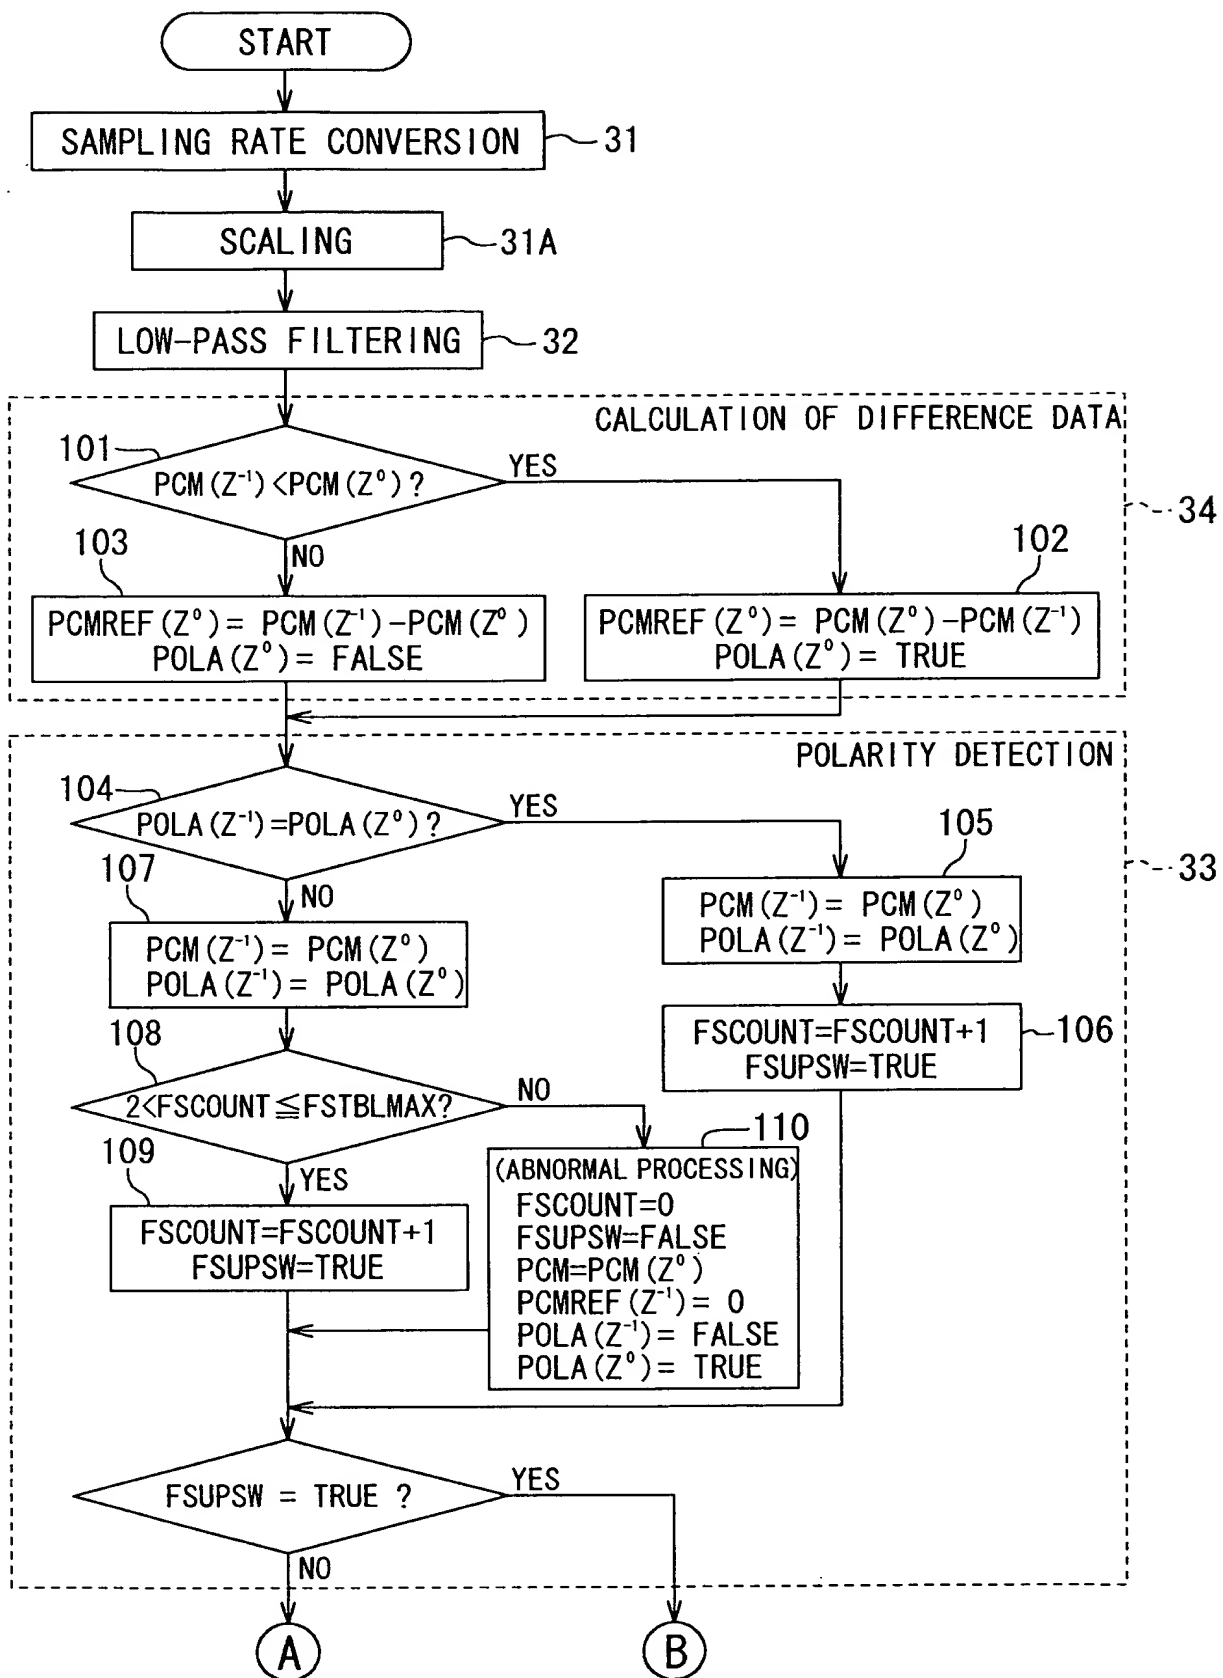 START
SAMPLING RATE CONVERSION
31
SCALING
31A
LOW-PASS FILTERING
32
CALCULATION OF DIFFERENCE DATA
34
101
PCM(Z⁻¹)<PCM(Z⁰)?
YES
NO
103
PCMREF(Z⁰)= PCM(Z⁻¹)-PCM(Z⁰)
POLA(Z⁰)= FALSE
102
PCMREF(Z⁰)= PCM(Z⁰)-PCM(Z⁻¹)
POLA(Z⁰)= TRUE
POLARITY DETECTION
33
104
POLA(Z⁻¹)=POLA(Z⁰)?
YES
NO
105
PCM(Z⁻¹)= PCM(Z⁰)
POLA(Z⁻¹)= POLA(Z⁰)
107
PCM(Z⁻¹)= PCM(Z⁰)
POLA(Z⁻¹)= POLA(Z⁰)
FSCOUNT=FSCOUNT+1
FSUPSW=TRUE
106
108
2<FSCOUNT≦FSTBLMAX?
NO
YES
109
FSCOUNT=FSCOUNT+1
FSUPSW=TRUE
110
(ABNORMAL PROCESSING)
FSCOUNT=0
FSUPSW=FALSE
PCM=PCM(Z⁰)
PCMREF(Z⁻¹)= 0
POLA(Z⁻¹)= FALSE
POLA(Z⁰)= TRUE
FSUPSW = TRUE ?
YES
NO
A
B